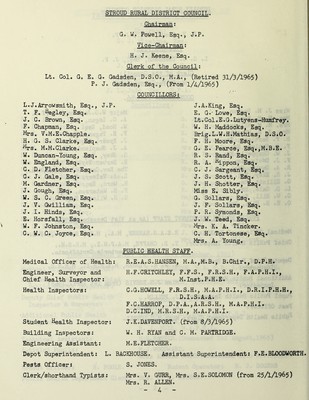 STROUD RURAL DISTRICT COUNCIL.
Chairman:
G. W. Fowell, Esq., J.P.
Vice-Chairman:
H. J. Keene, Esq.
Clerk of the Council:
Lt. Col. G. E. G. Gadsden, D.S.O., M.A., (Retired 31/3/1965)
P. J. Gadsden, Esq., (From 1/4/1965)
COUNCILLORS:
L.J.Arrowsmith, Esq., J.P. J.A.King, Esq.
T. F. Begley, Esq. E. G. Lowe, Esq.
J. C. Brown, Esq. Lt.Col.E.G.Lutyens-Humfrey.
F. Chapman, Esq. W. H. Maddocks, Esq.
Mrs. V.M.E.Chapple. Brig.L.W.H.Mathias, D.S.O.
H. G. S. Clarke, Esq. F. H. Moore, Esq.
Mrs. M.M.Clarke. G. E. Pearce, Esq., M.B.E.
W. Duncan-Young, Esq. R. S. Rand, Esq.
W. England, Esq. R. A. Sippon, Esq.
C. D. Fletcher, Esq. C. J. Sargeant, Esq.
C. J. Gale, Esq. J. S. Scott, Esq.
M. Gardner, Esq. J. H. Shotter, Esq.
J. Gough, Esq. Miss E. Sibly.
W. S. C. Green, Esq. G. Sollars, Esq.
J. V. Gwilliam, Esq. J. F. Sollars, Esq.
J. I. Hinds, Esq. P. R. Symonds, Esq.
E. Horsfall, Esq. J. W. Teed, Esq.
W. F. Johnston, Esq. Mrs. K. A. Tincker.
C. W. C. Joyce, Esq. C. H. Tortonese, Esq.
Mrs. A. Young.
PUBLIC HEALTH STAFF.
Medical Officer of Health: B.E.A.S.HANSEN, M.A., M.B., B.Chir., D.P.H.
Engineer, Surveyor and H.F.CRITCHLEY, F.F.S., F.R.S.H., F.A.P.H.I.,
Chief Health Inspector: M.Inst.P.H.E.
Health Inspectors: C.G.HOWELL, F.R.S.H., M.A.P.H.I., D.R.I.P.H.H.,
D.I.S.A.A.
F.C.HARROP, D.P.A., A.R.S.H., M.A.P.H.I.
D.C.IND, M.R.S.H., M.A.P.H.I.
Student Health Inspector: J.K.DAVENPORT. (from 8/3/1965)
Building Inspectors: W. H. RYAN and C. M. PARTRIDGE.
Engineering Assistant: M.E.FLETCHER.
Depot Superintendent: L. BACKHOUSE. Assistant Superintendent: F.E.BLOODWORTH.
Pests Officer: S. JONES.
Clerk/shorthand Typists: Mrs. V. GURR, Mrs. S.E.SOLOMON (from 25/1/1965)
Mrs. R. ALLEN.
- 4 -